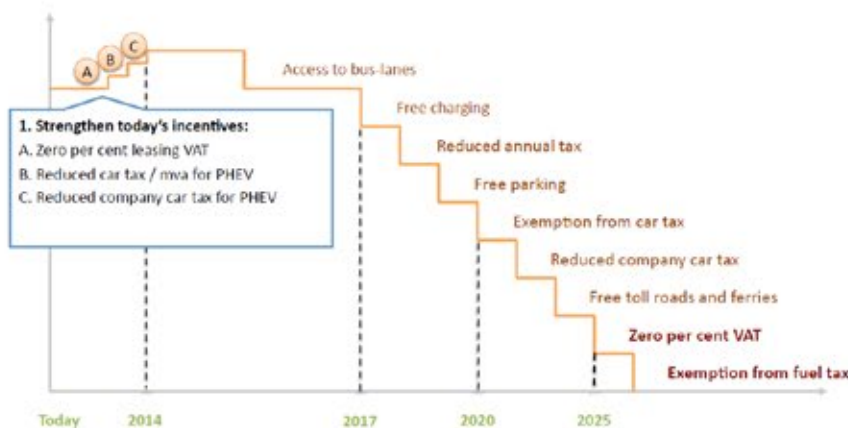 A
B
C
1. Strengthen today's incentives:
A. Zero per cent leasing VAT
B. Reduced car tax / mva for PHEV
C. Reduced company car tax for PHEV
Access to bus-lanes
Free charging
Reduced annual tax
Free parking
Exemption from car tax
Reduced company car tax
Free toll roads and ferries
Zero per cent VAT
Exemption from fuel tax
Today 2014 2017 2020 2025